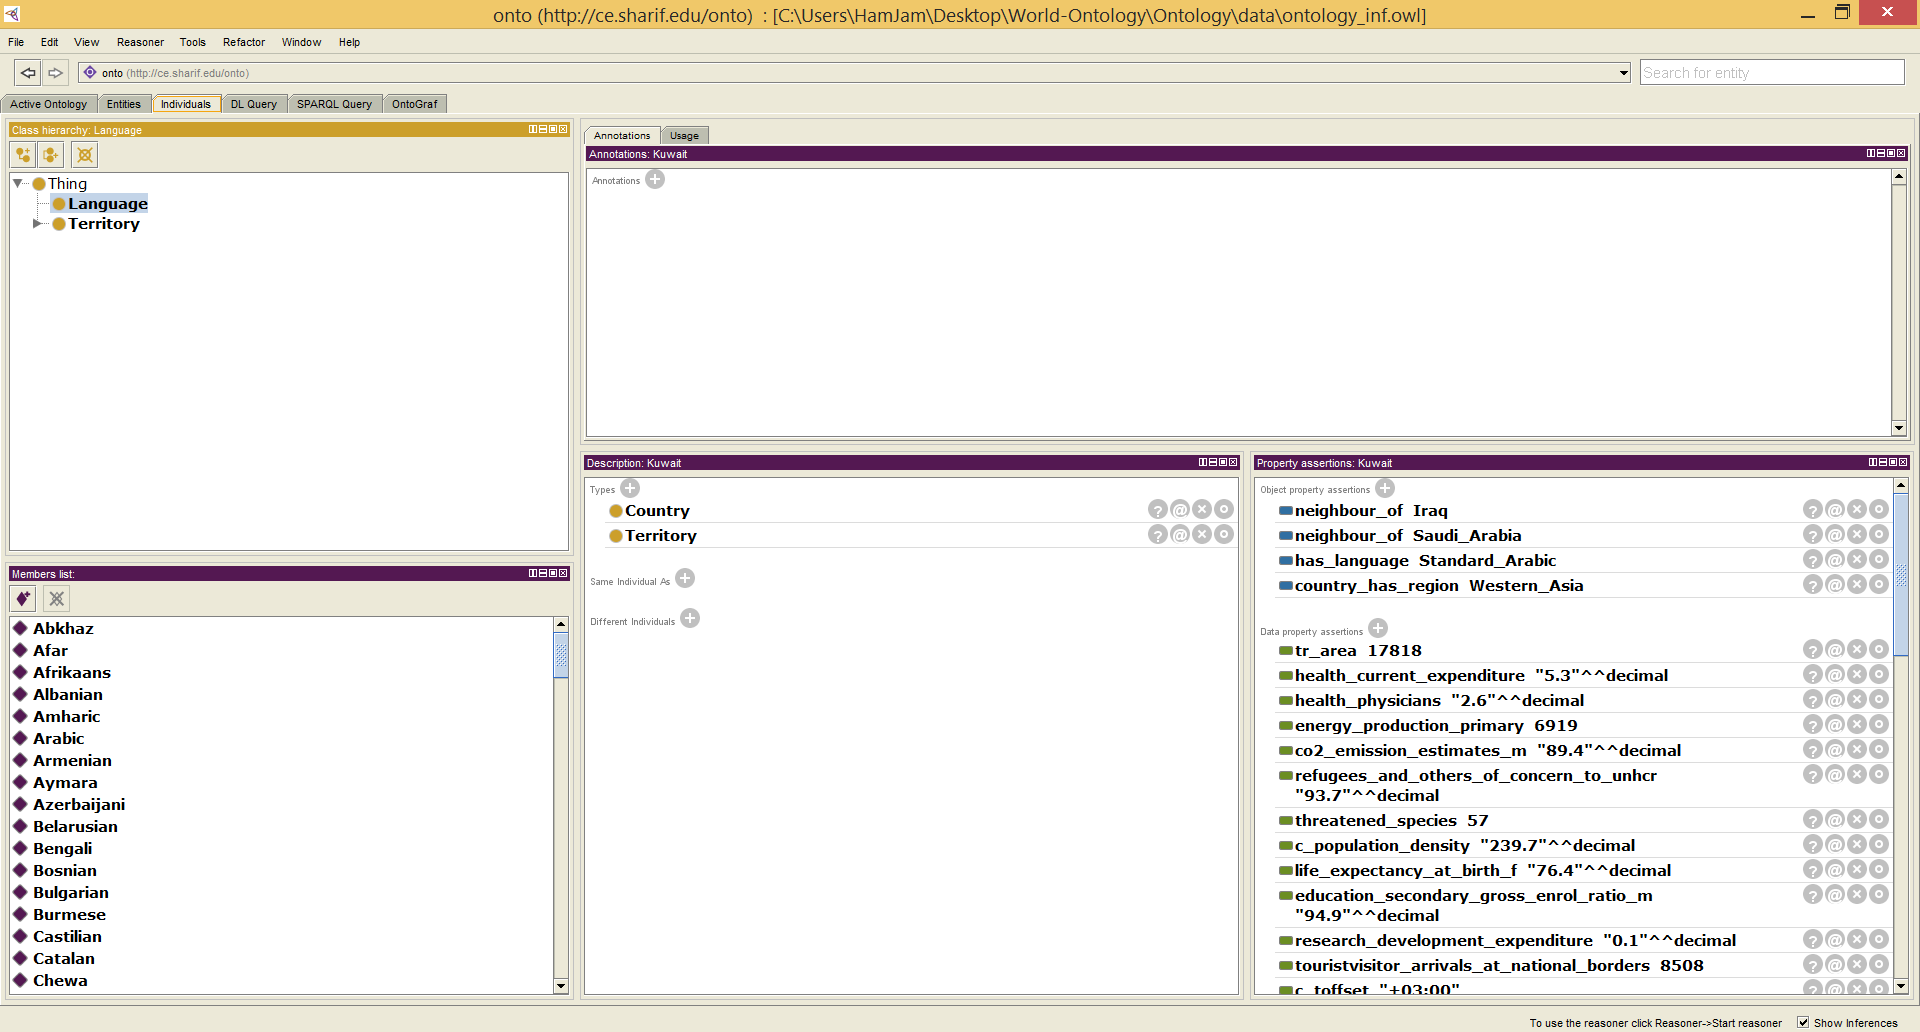 onto (http://ce.sharif.edu/onto)  : [C:\Users\HamJam\Desktop\World-Ontology\Ontology\data\ontology_inf.owl]
File Edit View Reasoner Tools Refactor Window Help
onto (http://ce.sharif.edu/onto)
Search for entity
Active Ontology Entities Individuals DL Query SPARQL Query OntoGraf
Class hierarchy: Language
Thing
Language
Territory
Members list:
Abkhaz
Afar
Afrikaans
Albanian
Amharic
Arabic
Armenian
Aymara
Azerbaijani
Belarusian
Bengali
Bosnian
Bulgarian
Burmese
Castilian
Catalan
Chewa
Annotations Usage
Annotations: Kuwait
Annotations
Description: Kuwait
Types
Country
Territory
Same Individual As
Different Individuals
Property assertions: Kuwait
Object property assertions
neighbour_of Iraq
neighbour_of Saudi_Arabia
has_language Standard_Arabic
country_has_region Western_Asia
Data property assertions
tr_area 17818
health_current_expenditure "5.3"^^decimal
health_physicians "2.6"^^decimal
energy_production_primary 6919
co2_emission_estimates_m "89.4"^^decimal
refugees_and_others_of_concern_to_unhcr
"93.7"^^decimal
threatened_species 57
c_population_density "239.7"^^decimal
life_expectancy_at_birth_f "76.4"^^decimal
education_secondary_gross_enrol_ratio_m
"94.9"^^decimal
research_development_expenditure "0.1"^^decimal
touristvisitor_arrivals_at_national_borders 8508
c_toffset "+03:00"
To use the reasoner click Reasoner->Start reasoner Show Inferences